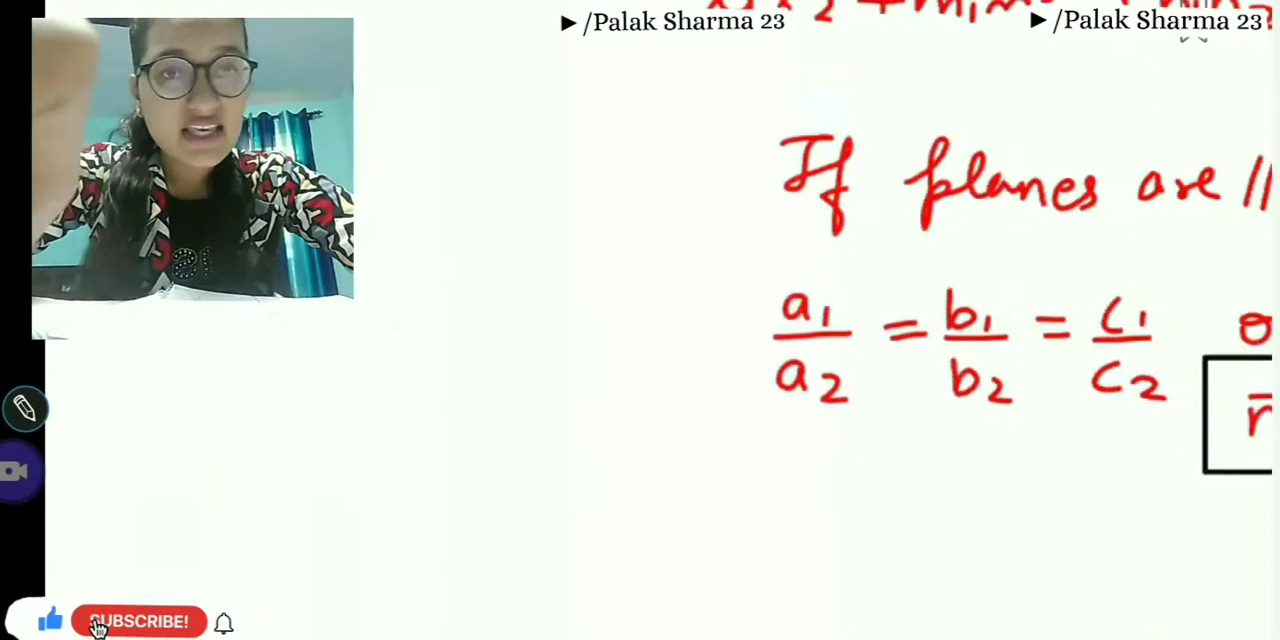 ▶/Palak Sharma 23 ▶/Palak Sharma 23
If planes are //
a1/a2 = b1/b2 = c1/c2
SUBSCRIBE!